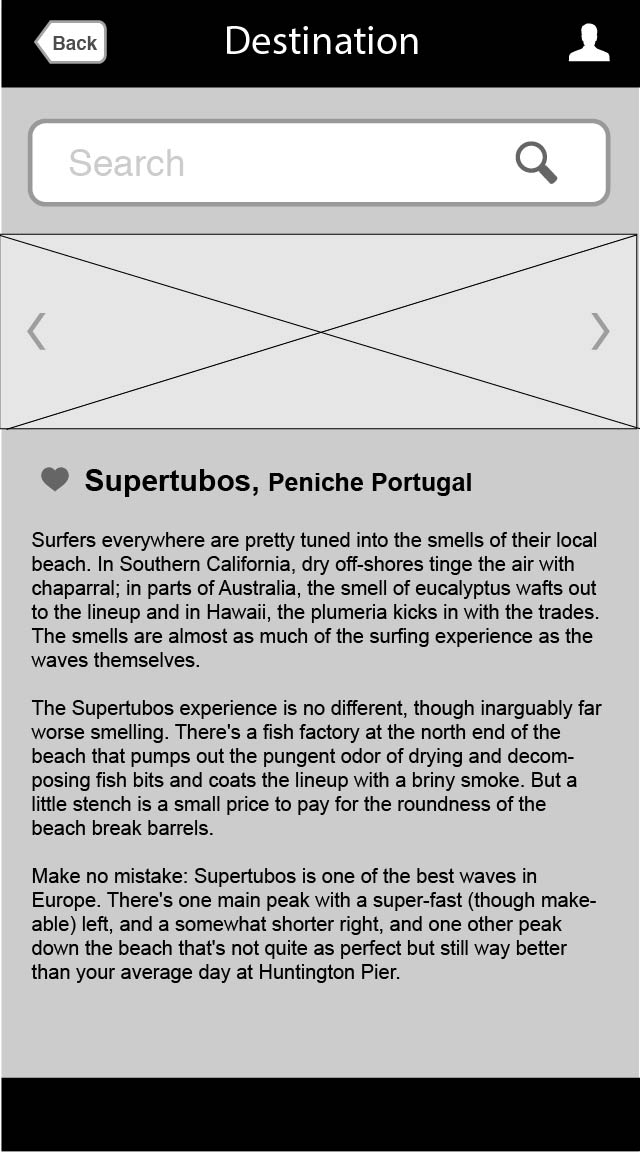 Back
Destination
Search
Supertubos, Peniche Portugal
Surfers everywhere are pretty tuned into the smells of their local
beach. In Southern California, dry off-shores tinge the air with
chaparral; in parts of Australia, the smell of eucalyptus wafts out
to the lineup and in Hawaii, the plumeria kicks in with the trades.
The smells are almost as much of the surfing experience as the
waves themselves.
The Supertubos experience is no different, though inarguably far
worse smelling. There's a fish factory at the north end of the
beach that pumps out the pungent odor of drying and decom-
posing fish bits and coats the lineup with a briny smoke. But a
little stench is a small price to pay for the roundness of the
beach break barrels.
Make no mistake: Supertubos is one of the best waves in
Europe. There's one main peak with a super-fast (though make-
able) left, and a somewhat shorter right, and one other peak
down the beach that's not quite as perfect but still way better
than your average day at Huntington Pier.